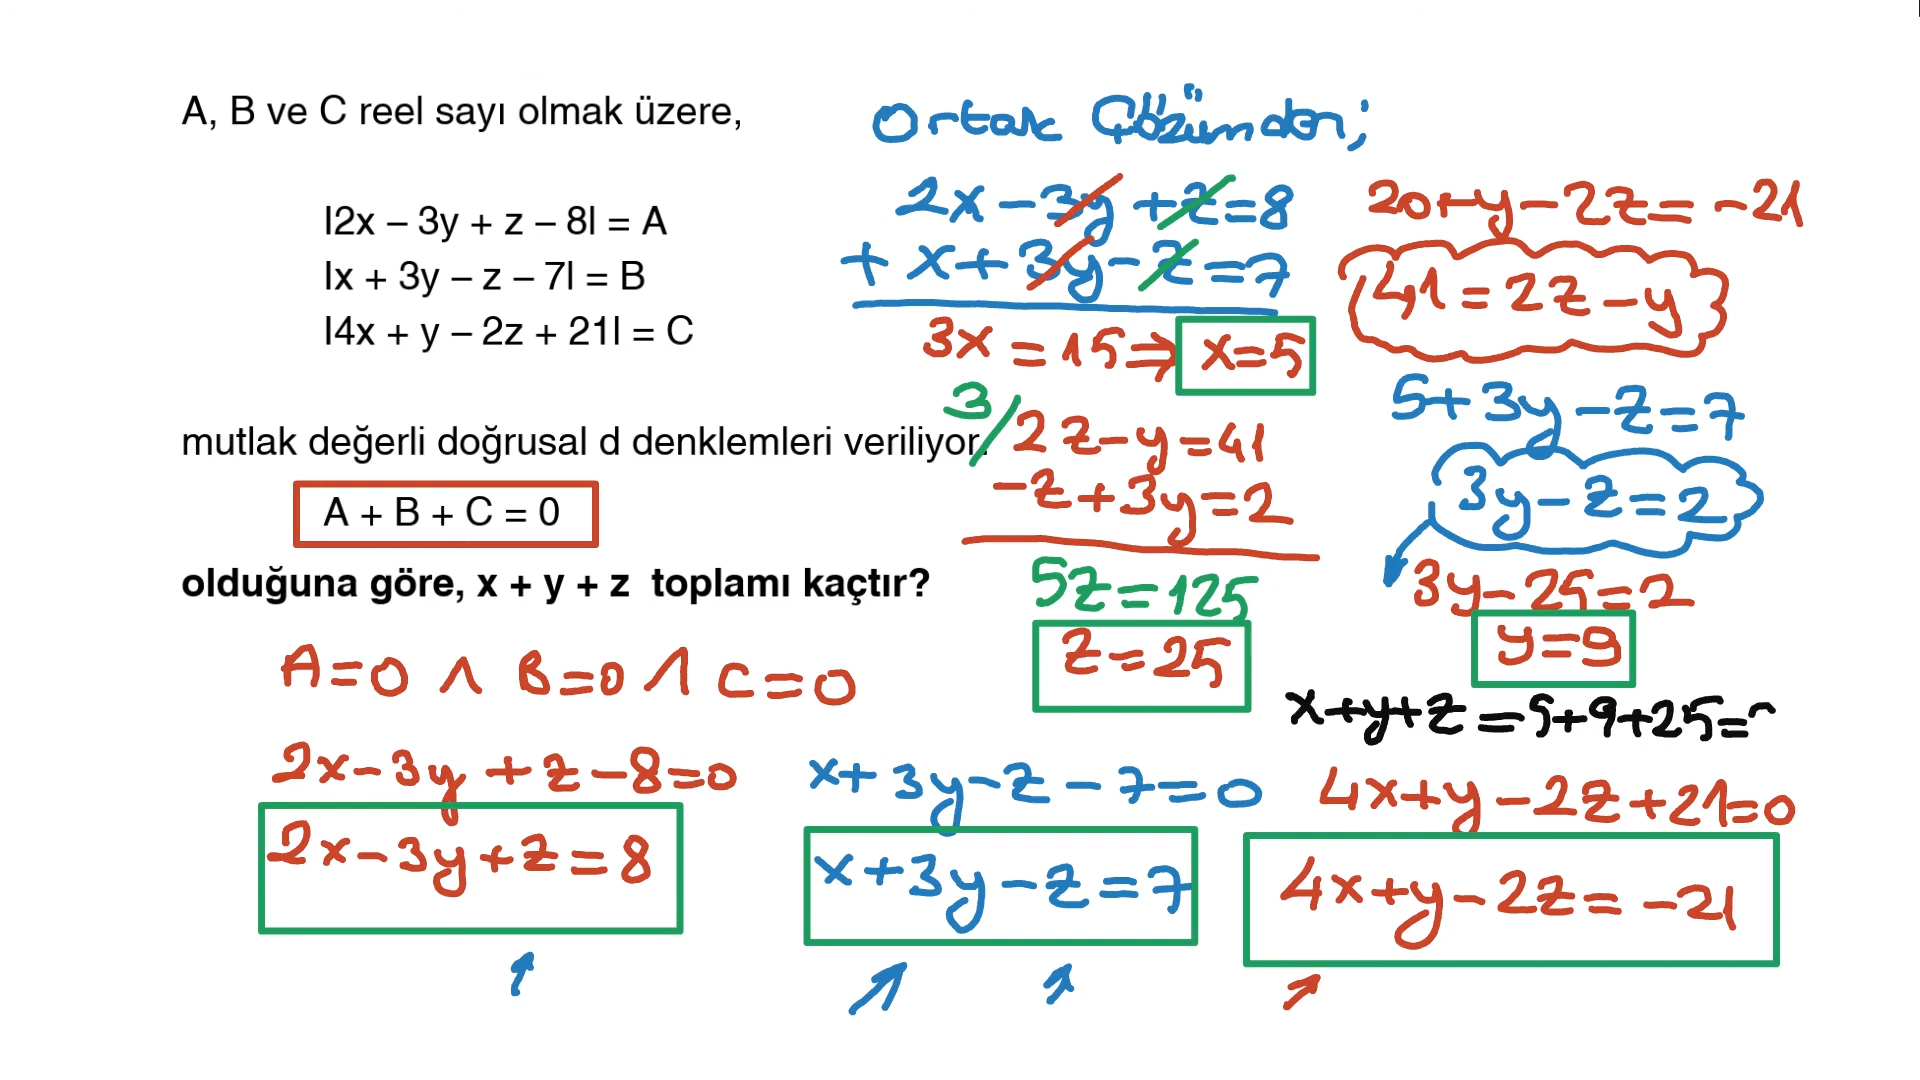 A, B ve C reel sayı olmak üzere,
|2x – 3y + z – 8| = A
|x + 3y – z – 7| = B
|4x + y – 2z + 21| = C
mutlak değerli doğrusal d denklemleri veriliyor.
A + B + C = 0
olduğuna göre, x + y + z toplamı kaçtır?
A=0 ∧ B=0 ∧ C=0
2x-3y+z-8=0
2x-3y+z=8
x+3y-z-7=0
x+3y-z=7
4x+y-2z+21=0
4x+y-2z=-21
Ortak Çözümden;
2x-3y+z=8
+ x+3y-z=7
3x=15⇒ x=5
3/ 2z-y=41
-z+3y=2
5z=125
z=25
20+y-2z=-21
41=2z-y
5+3y-z=7
3y-z=2
3y-25=2
y=9
x+y+z=5+9+25=